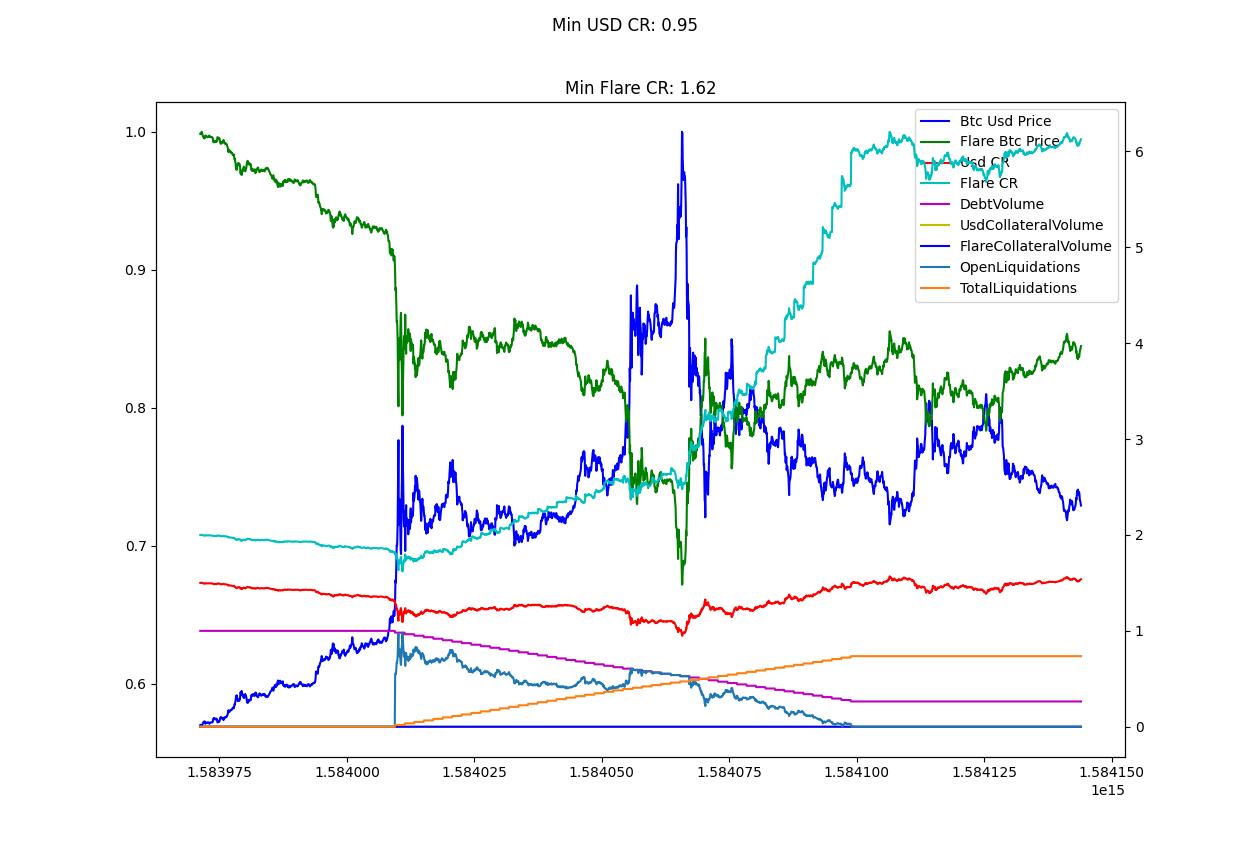 Min USD CR: 0.95
Min Flare CR: 1.62
1.0
0.9
0.8
0.7
0.6
6
5
4
3
2
1
0
Btc Usd Price
Flare Btc Price
Usd CR
Flare CR
DebtVolume
UsdCollateralVolume
FlareCollateralVolume
OpenLiquidations
TotalLiquidations
1.583975 1.584000 1.584025 1.584050 1.584075 1.584100 1.584125 1.584150
1e15